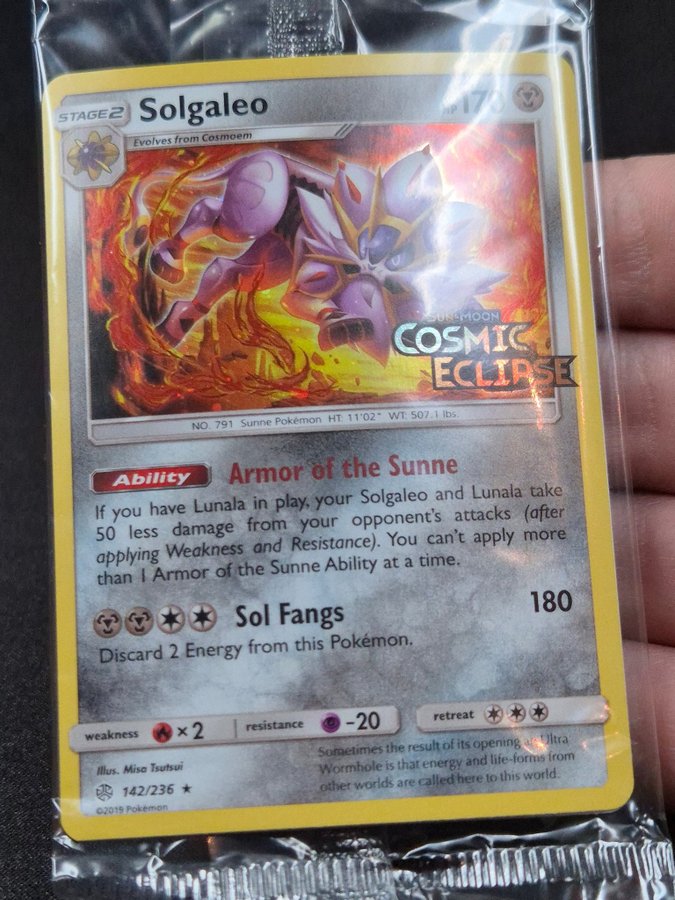 STAGE 2 Solgaleo HP 170
Evolves from Cosmoem
SUN & MOON
COSMIC
ECLIPSE
NO. 791 Sunne Pokémon HT: 11'02" WT: 507.1 lbs.
Ability Armor of the Sunne
If you have Lunala in play, your Solgaleo and Lunala take
50 less damage from your opponent's attacks (after
applying Weakness and Resistance). You can't apply more
than 1 Armor of the Sunne Ability at a time.
Sol Fangs 180
Discard 2 Energy from this Pokémon.
weakness ×2 resistance -20 retreat
Sometimes the result of its opening an Ultra
Wormhole is that energy and life-forms from
other worlds are called here to this world.
Illus. Misa Tsutsui
142/236 ★
©2019 Pokémon